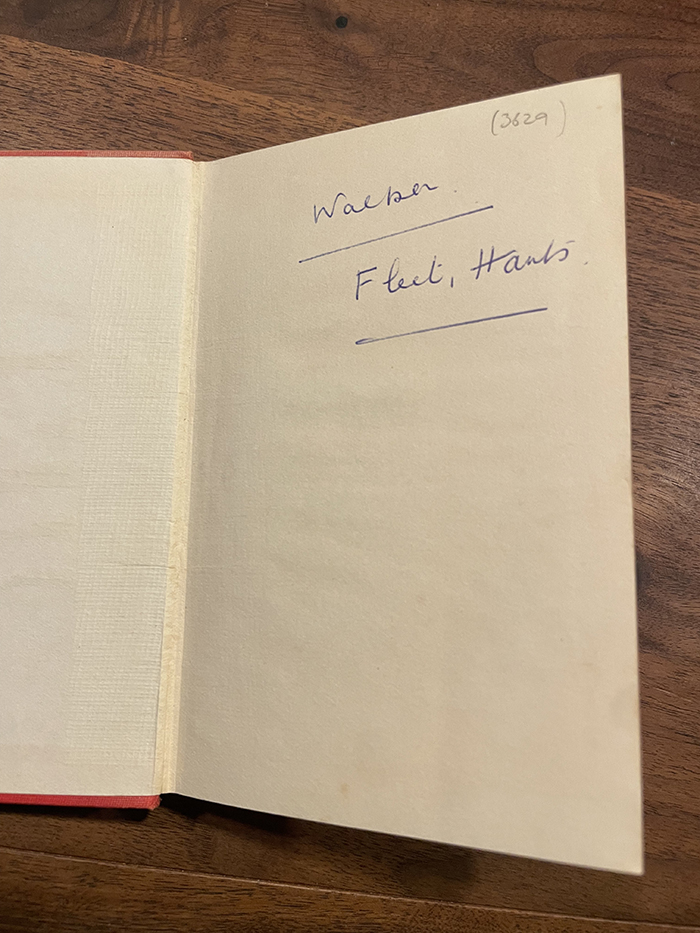 (3629)
Walker.
Fleet, Hants.